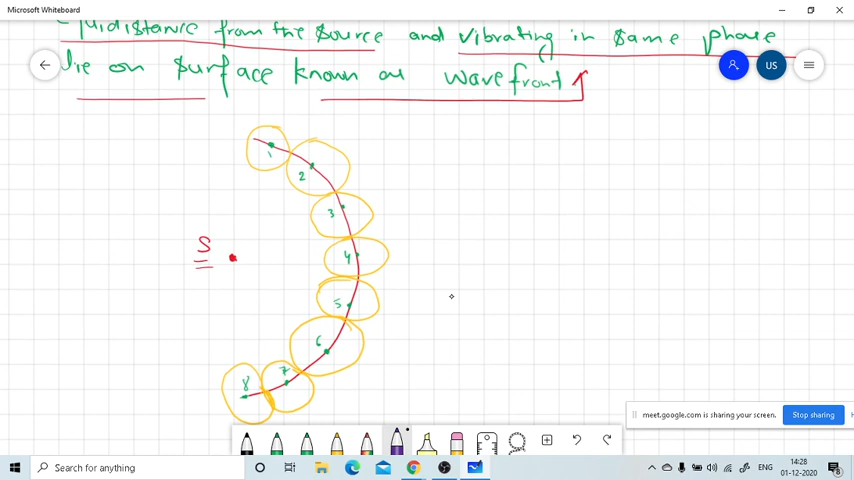 Microsoft Whiteboard
equidistance from the source and vibrating in same phase
lie on surface known as wavefront
US
1
2
3
S
4
5
6
7
8
meet.google.com is sharing your screen.
Stop sharing
Search for anything
ENG
14:28
01-12-2020